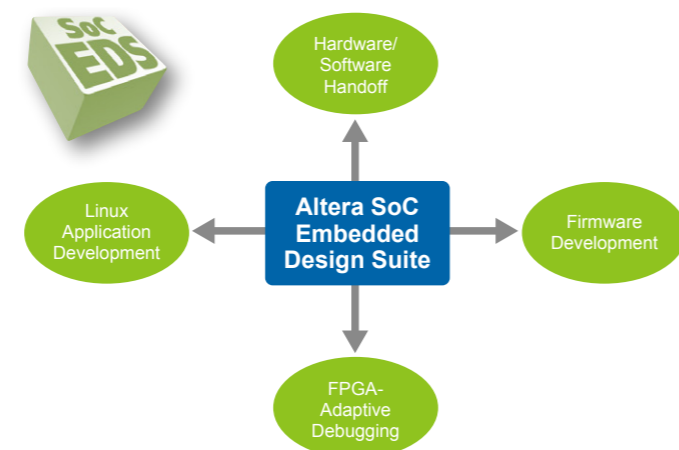 SoC
EDS
Hardware/
Software
Handoff
Linux
Application
Development
Altera SoC
Embedded
Design Suite
Firmware
Development
FPGA-
Adaptive
Debugging